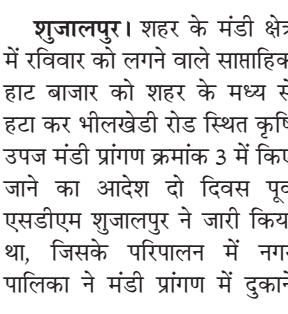 शुजालपुर। शहर के मंडी क्षेत्र
में रविवार को लगने वाले साप्ताहिक
हाट बाजार को शहर के मध्य से
हटा कर भीलखेडी रोड स्थित कृषि
उपज मंडी प्रांगण क्रमांक 3 में किए
जाने का आदेश दो दिवस पूर्व
एसडीएम शुजालपुर ने जारी किया
था, जिसके परिपालन में नगर
पालिका ने मंडी प्रांगण में दुकाने